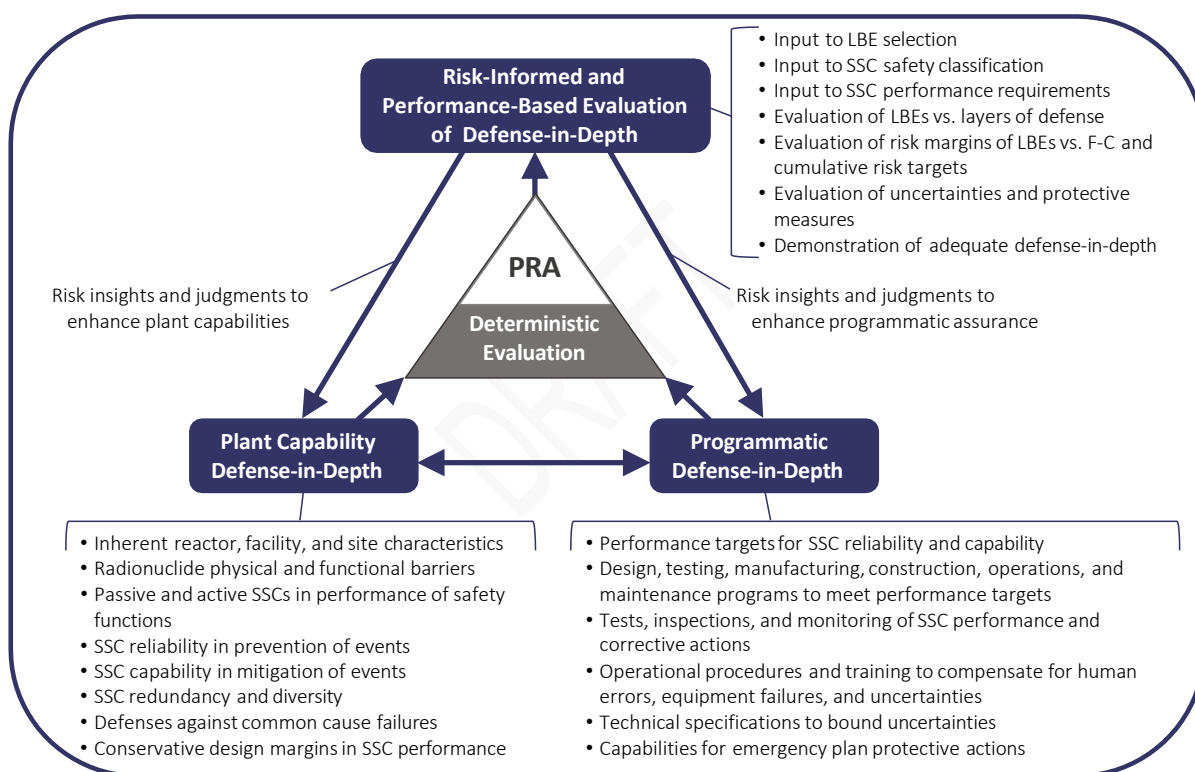 Risk-Informed and
Performance-Based Evaluation
of Defense-in-Depth
• Input to LBE selection
• Input to SSC safety classification
• Input to SSC performance requirements
• Evaluation of LBEs vs. layers of defense
• Evaluation of risk margins of LBEs vs. F-C and
cumulative risk targets
• Evaluation of uncertainties and protective
measures
• Demonstration of adequate defense-in-depth
PRA
Deterministic
Evaluation
Risk insights and judgments to
enhance plant capabilities
Risk insights and judgments to
enhance programmatic assurance
DRAFT
Plant Capability
Defense-in-Depth
Programmatic
Defense-in-Depth
• Inherent reactor, facility, and site characteristics
• Radionuclide physical and functional barriers
• Passive and active SSCs in performance of safety
functions
• SSC reliability in prevention of events
• SSC capability in mitigation of events
• SSC redundancy and diversity
• Defenses against common cause failures
• Conservative design margins in SSC performance
• Performance targets for SSC reliability and capability
• Design, testing, manufacturing, construction, operations, and
maintenance programs to meet performance targets
• Tests, inspections, and monitoring of SSC performance and
corrective actions
• Operational procedures and training to compensate for human
errors, equipment failures, and uncertainties
• Technical specifications to bound uncertainties
• Capabilities for emergency plan protective actions